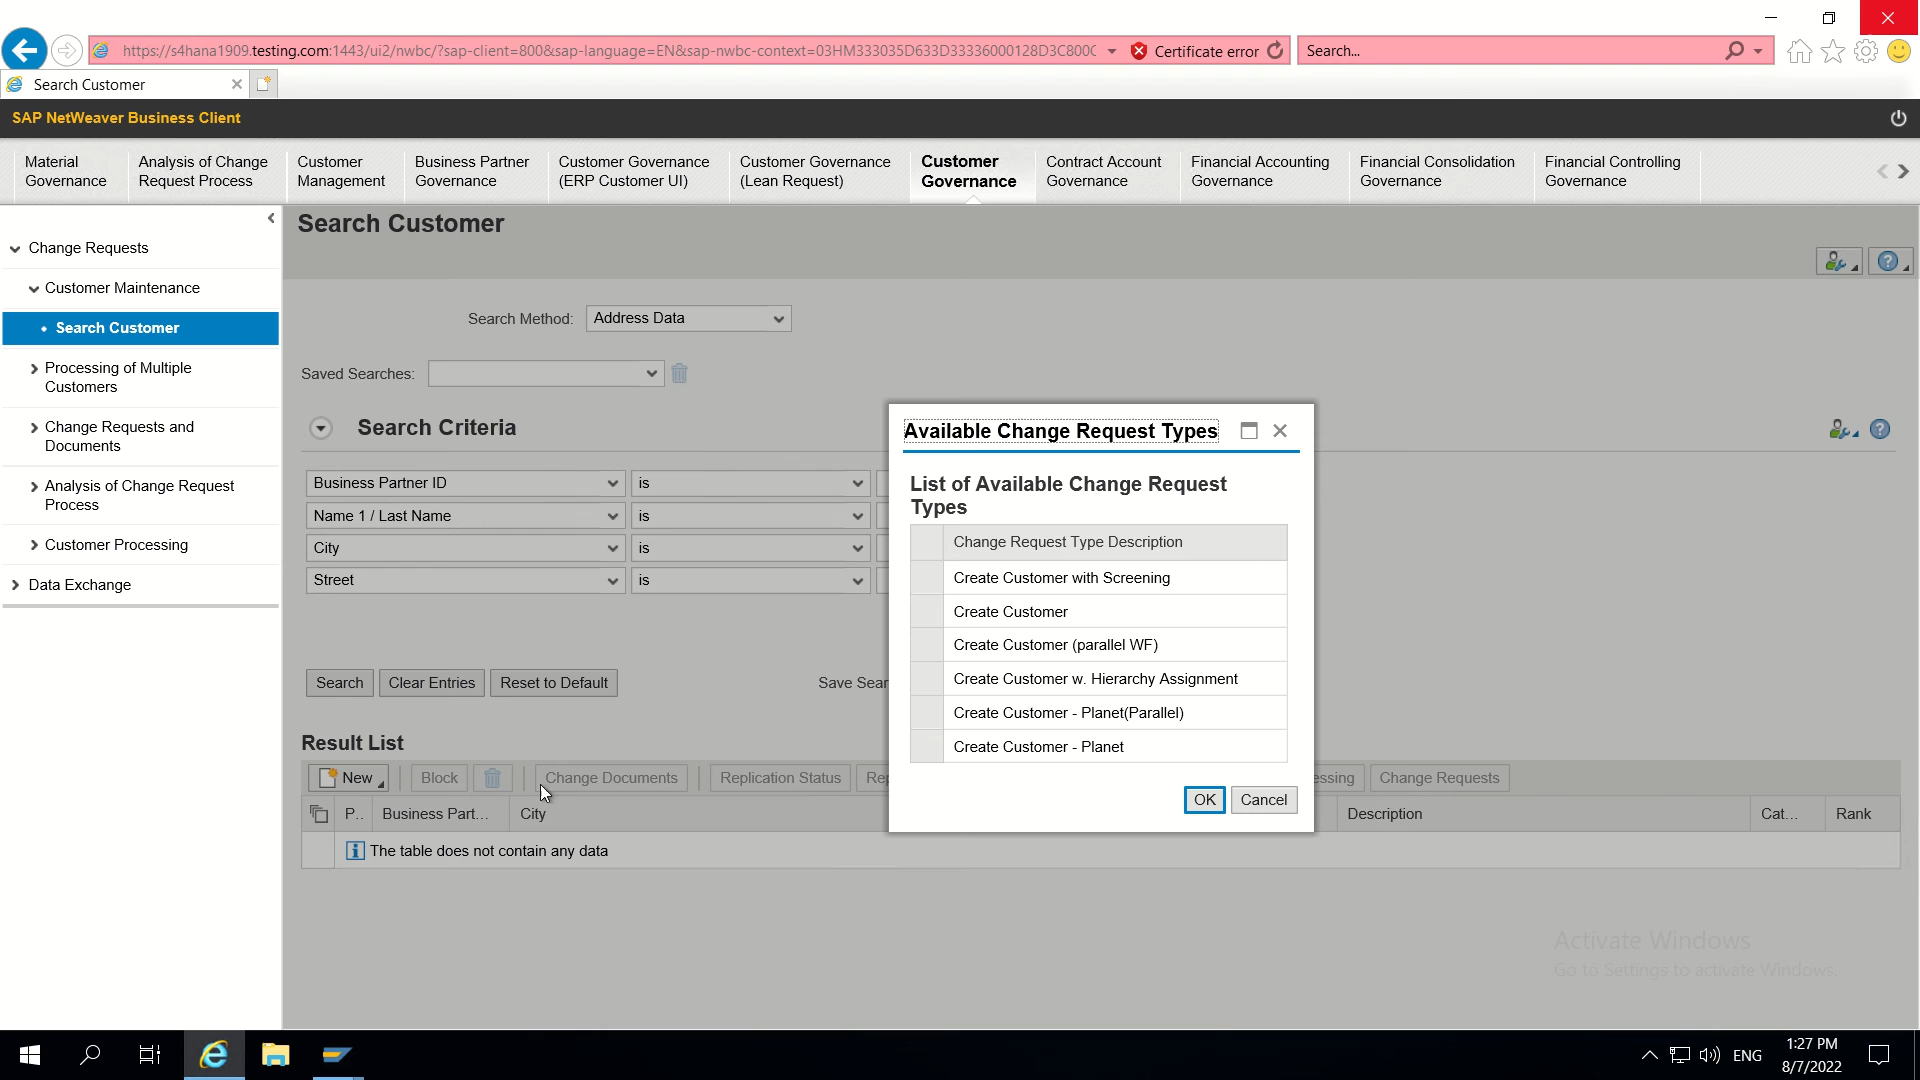 https://s4hana1909.testing.com:1443/ui2/nwbc/?sap-client=800&sap-language=EN&sap-nwbc-context=03HM333035D633D33336000128D3C800C
Certificate error
Search...
Search Customer
SAP NetWeaver Business Client
Material Governance
Analysis of Change Request Process
Customer Management
Business Partner Governance
Customer Governance (ERP Customer UI)
Customer Governance (Lean Request)
Customer Governance
Contract Account Governance
Financial Accounting Governance
Financial Consolidation Governance
Financial Controlling Governance
Change Requests
Customer Maintenance
Search Customer
Processing of Multiple
Customers
Change Requests and
Documents
Analysis of Change Request
Process
Customer Processing
Data Exchange
Search Customer
Search Method: Address Data
Saved Searches:
Search Criteria
Business Partner ID is
Name 1 / Last Name is
City is
Street is
Search Clear Entries Reset to Default Save Sear
Result List
New Block Change Documents Replication Status Rep essing Change Requests
P.. Business Part... City Description Cat... Rank
The table does not contain any data
Available Change Request Types
List of Available Change Request
Types
Change Request Type Description
Create Customer with Screening
Create Customer
Create Customer (parallel WF)
Create Customer w. Hierarchy Assignment
Create Customer - Planet(Parallel)
Create Customer - Planet
OK Cancel
Activate Windows
Go to Settings to activate Windows.
ENG
1:27 PM
8/7/2022